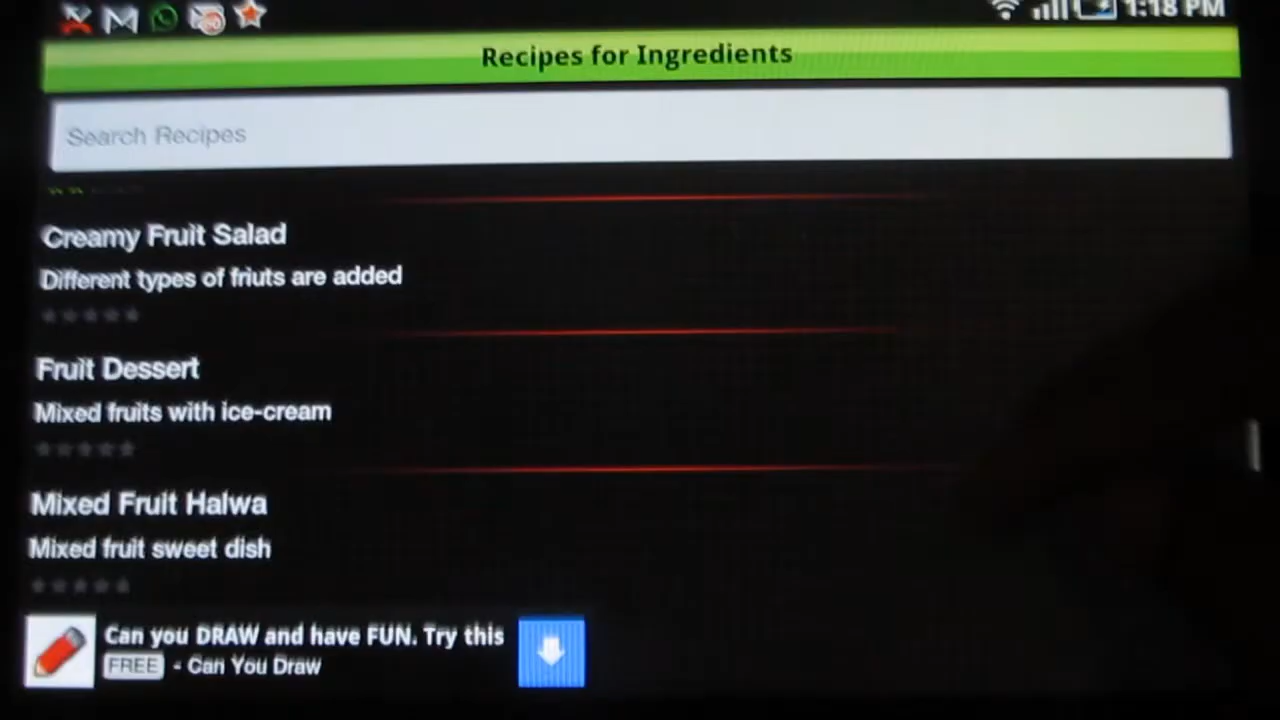 1:18 PM
Recipes for Ingredients
Search Recipes
Creamy Fruit Salad
Different types of friuts are added
Fruit Dessert
Mixed fruits with ice-cream
Mixed Fruit Halwa
Mixed fruit sweet dish
Can you DRAW and have FUN. Try this
FREE - Can You Draw